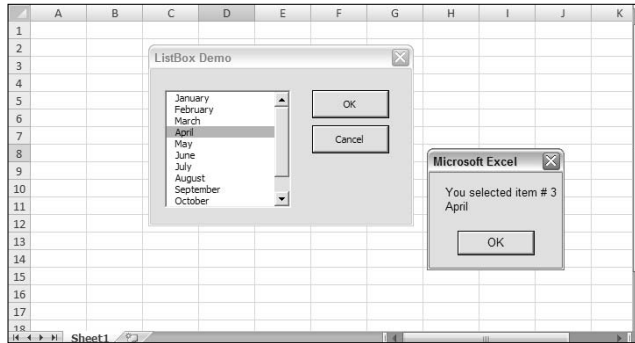 A B C D E F G H I J K
1
2
3
4
5
6
7
8
9
10
11
12
13
14
15
16
17
18
ListBox Demo
January
February
March
April
May
June
July
August
September
October
OK
Cancel
Microsoft Excel
You selected item # 3
April
OK
Sheet1